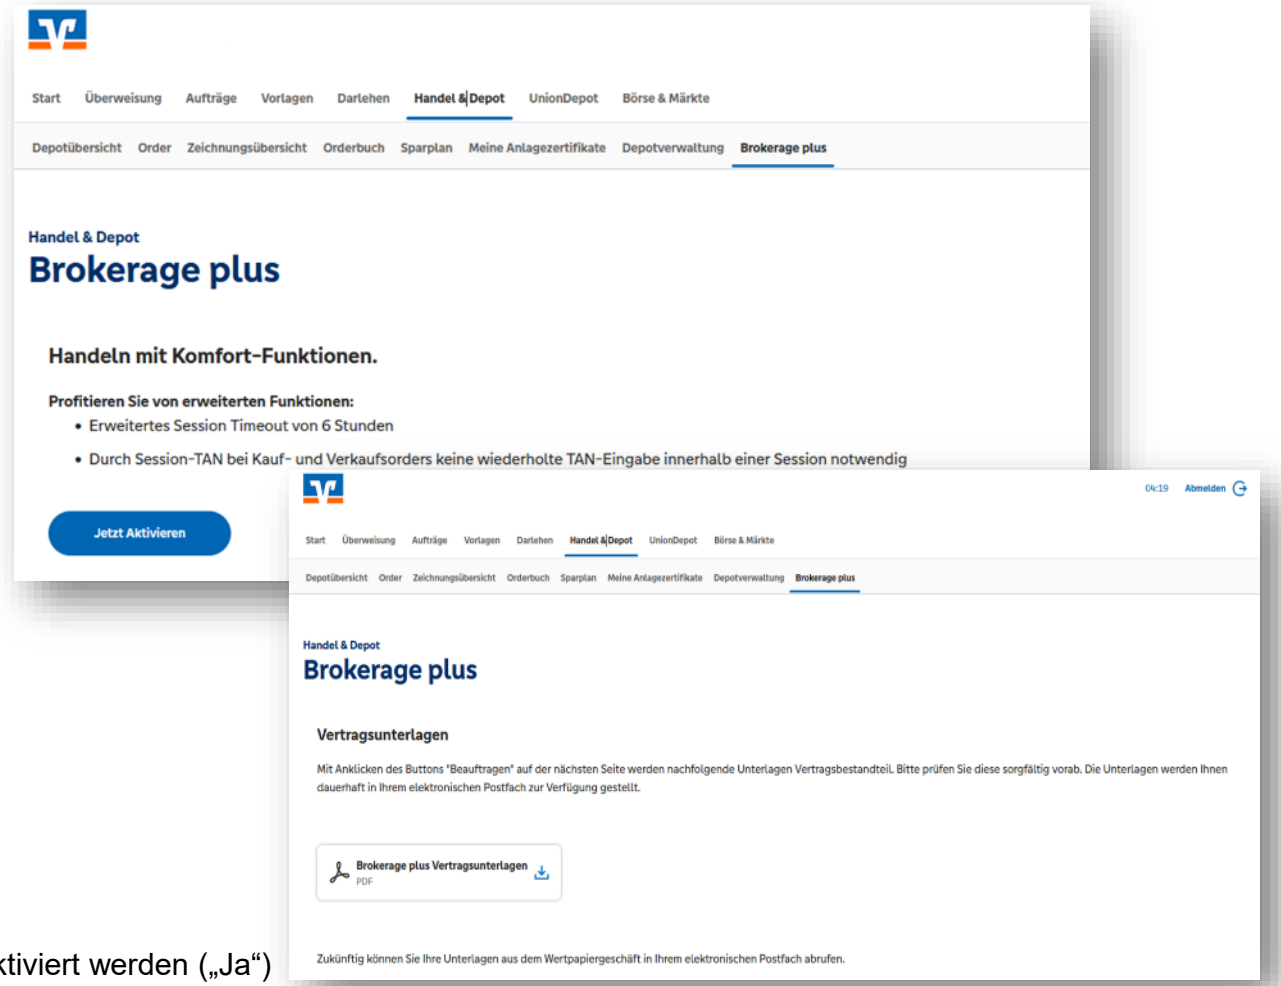 Start Überweisung Aufträge Vorlagen Darlehen Handel & Depot UnionDepot Börse & Märkte
Depotübersicht Order Zeichnungsübersicht Orderbuch Sparplan Meine Anlagezertifikate Depotverwaltung Brokerage plus
Handel & Depot
Brokerage plus
Handeln mit Komfort-Funktionen.
Profitieren Sie von erweiterten Funktionen:
• Erweitertes Session Timeout von 6 Stunden
• Durch Session-TAN bei Kauf- und Verkaufsorders keine wiederholte TAN-Eingabe innerhalb einer Session notwendig
Jetzt Aktivieren
04:19 Abmelden
Start Überweisung Aufträge Vorlagen Darlehen Handel & Depot UnionDepot Börse & Märkte
Depotübersicht Order Zeichnungsübersicht Orderbuch Sparplan Meine Anlagezertifikate Depotverwaltung Brokerage plus
Handel & Depot
Brokerage plus
Vertragsunterlagen
Mit Anklicken des Buttons "Beauftragen" auf der nächsten Seite werden nachfolgende Unterlagen Vertragsbestandteil. Bitte prüfen Sie diese sorgfältig vorab. Die Unterlagen werden Ihnen
dauerhaft in Ihrem elektronischen Postfach zur Verfügung gestellt.
Brokerage plus Vertragsunterlagen
PDF
Zukünftig können Sie Ihre Unterlagen aus dem Wertpapiergeschäft in Ihrem elektronischen Postfach abrufen.
ktiviert werden („Ja“)